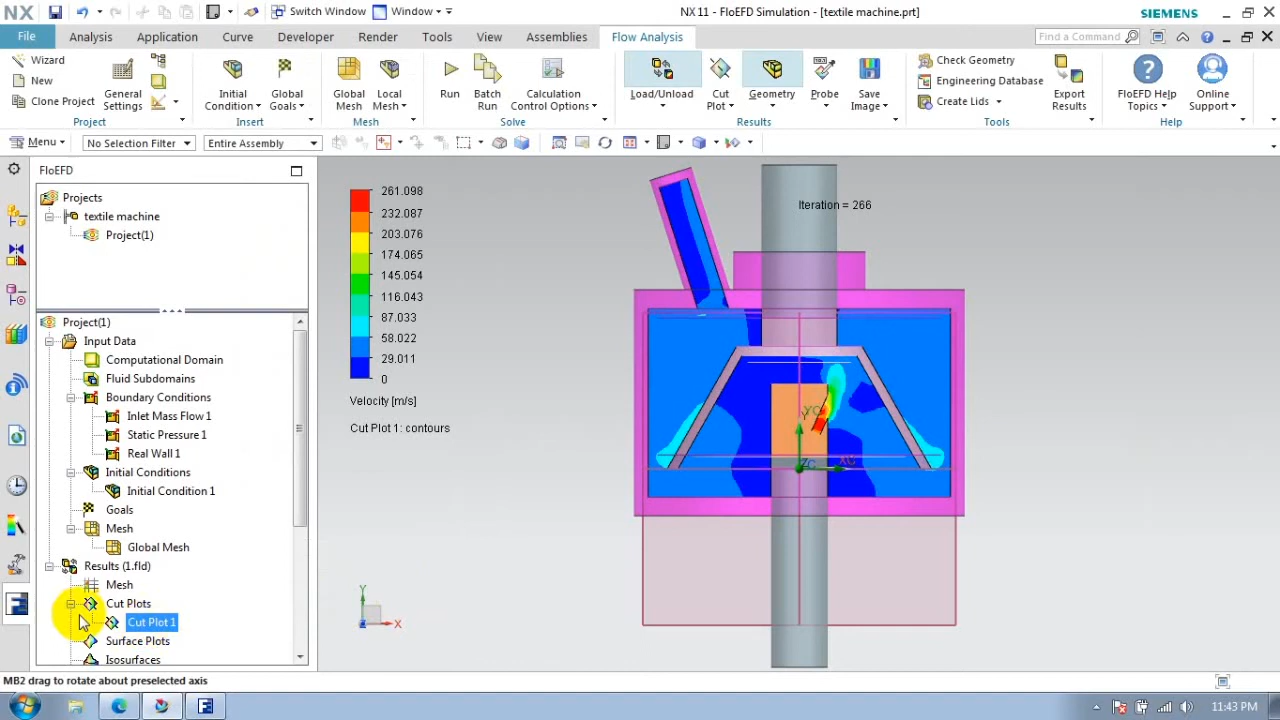 NX
Switch Window
Window
NX 11 - FloEFD Simulation - [textile machine.prt]
SIEMENS
File
Analysis
Application
Curve
Developer
Render
Tools
View
Assemblies
Flow Analysis
Find a Command
Wizard
New
Clone Project
General Settings
Project
Initial Condition
Global Goals
Insert
Global Mesh
Local Mesh
Mesh
Run
Batch Run
Calculation Control Options
Solve
Load/Unload
Cut Plot
Geometry
Probe
Save Image
Results
Check Geometry
Engineering Database
Create Lids
Export Results
Tools
FloEFD Help Topics
Online Support
Help
Menu
No Selection Filter
Entire Assembly
FloEFD
Projects
textile machine
Project(1)
Project(1)
Input Data
Computational Domain
Fluid Subdomains
Boundary Conditions
Inlet Mass Flow 1
Static Pressure 1
Real Wall 1
Initial Conditions
Initial Condition 1
Goals
Mesh
Global Mesh
Results (1.fld)
Mesh
Cut Plots
Cut Plot 1
Surface Plots
Isosurfaces
261.098
232.087
203.076
174.065
145.054
116.043
87.033
58.022
29.011
0
Velocity [m/s]
Cut Plot 1: contours
Iteration = 266
YC
Y
ZC
XC
Y
X
MB2 drag to rotate about preselected axis
11:43 PM